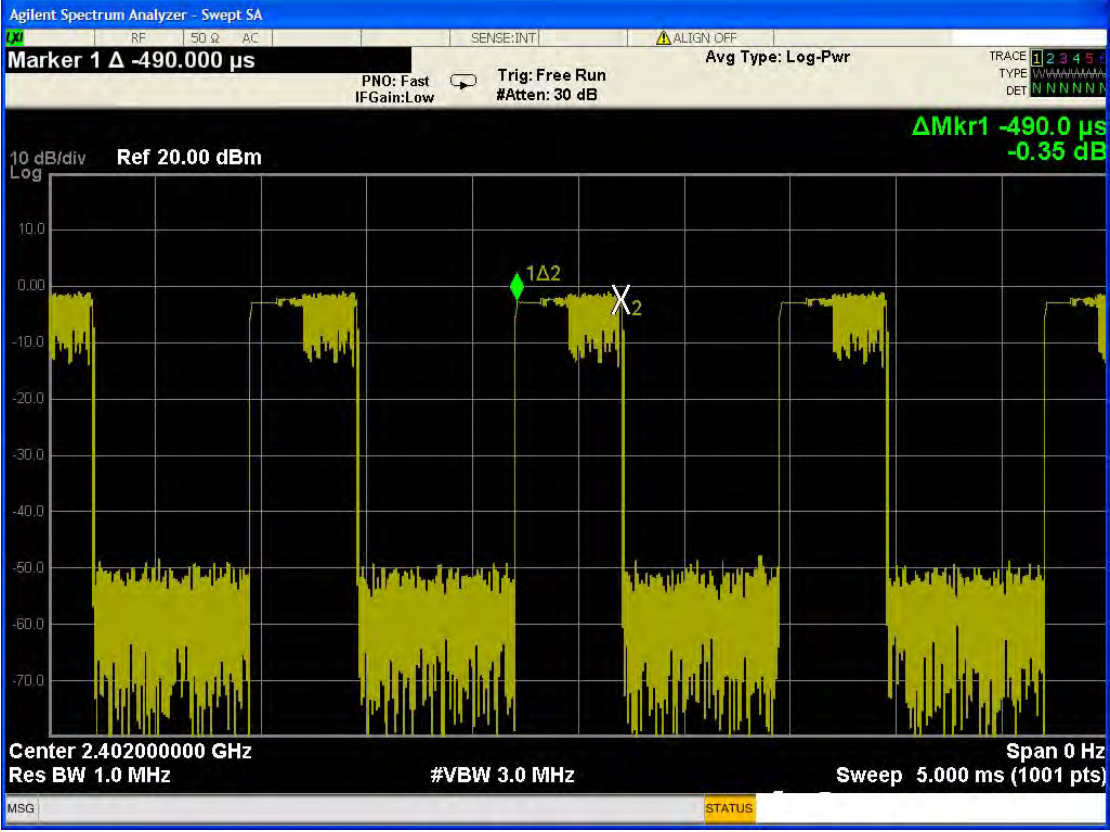 Agilent Spectrum Analyzer - Swept SA
LXI RF 50 Ω AC SENSE:INT ALIGN OFF
Marker 1 Δ -490.000 µs
PNO: Fast
IFGain:Low
Trig: Free Run
#Atten: 30 dB
Avg Type: Log-Pwr
TRACE 1 2 3 4 5 6
TYPE
DET N N N N N N
ΔMkr1 -490.0 µs
-0.35 dB
10 dB/div Ref 20.00 dBm
Log
10.0
0.00
-10.0
-20.0
-30.0
-40.0
-50.0
-60.0
-70.0
1Δ2
X2
Center 2.402000000 GHz
Span 0 Hz
Res BW 1.0 MHz
#VBW 3.0 MHz
Sweep 5.000 ms (1001 pts)
MSG
STATUS